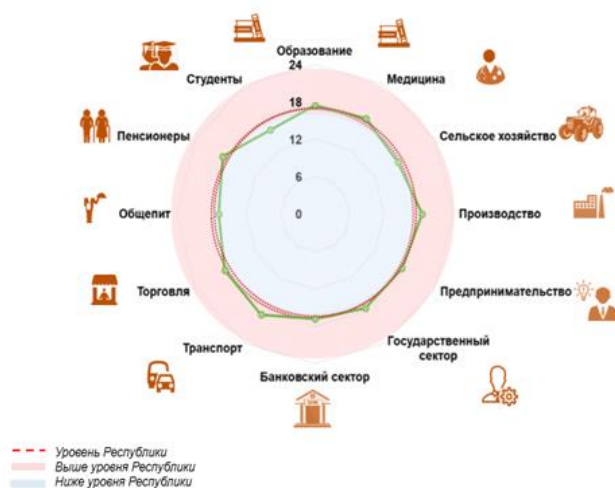 Образование
24
Студенты
Медицина
18
Пенсионеры
12
Сельское хозяйство
6
Общепит
0
Производство
Торговля
Предпринимательство
Транспорт
Государственный
сектор
Банковский сектор
Уровень Республики
Выше уровня Республики
Ниже уровня Республики